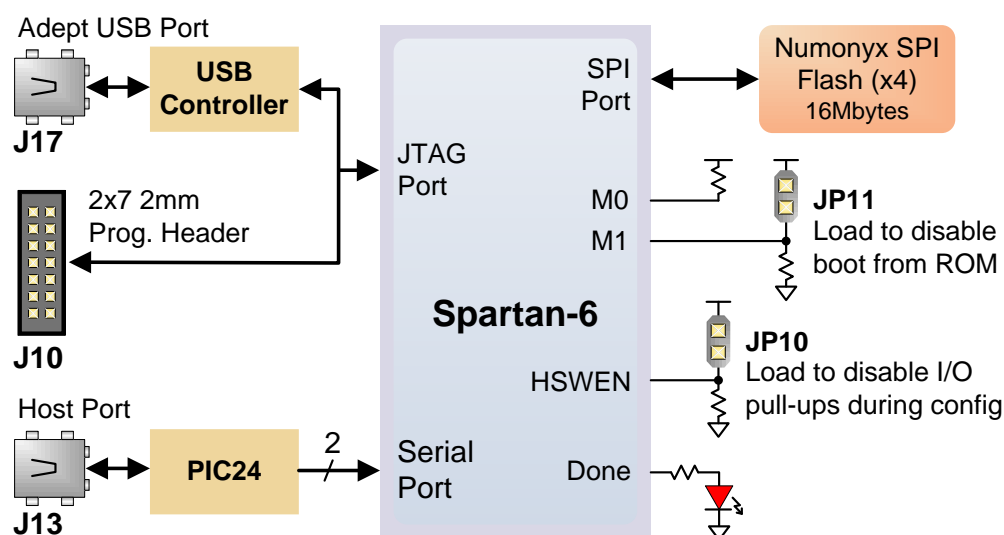 Adept USB Port
USB
Controller
J17
2x7 2mm
Prog. Header
J10
Host Port
PIC24
2
J13
JTAG
Port
Serial
Port
Spartan-6
SPI
Port
M0
M1
HSWEN
Done
Numonyx SPI
Flash (x4)
16Mbytes
JP11
Load to disable
boot from ROM
JP10
Load to disable I/O
pull-ups during config